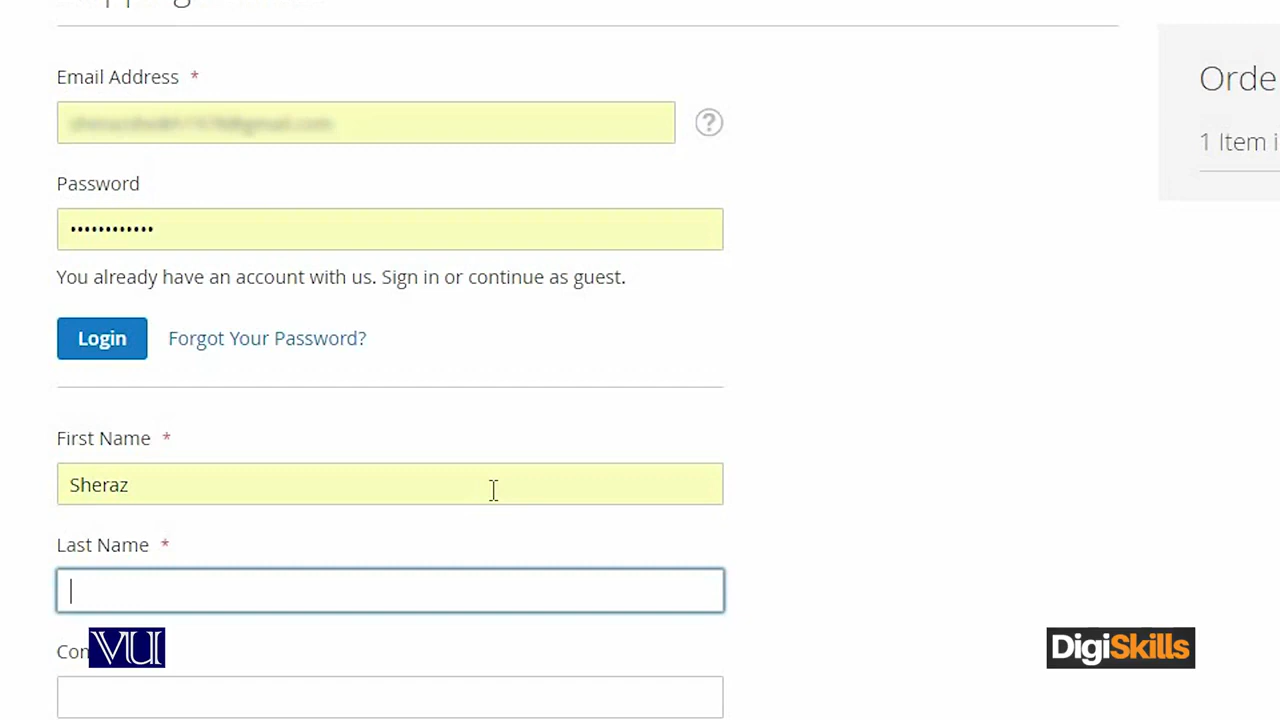 Email Address *
Password
••••••••••••
You already have an account with us. Sign in or continue as guest.
Login Forgot Your Password?
First Name *
Sheraz
Last Name *
VU
DigiSkills
Orde
1 Item i